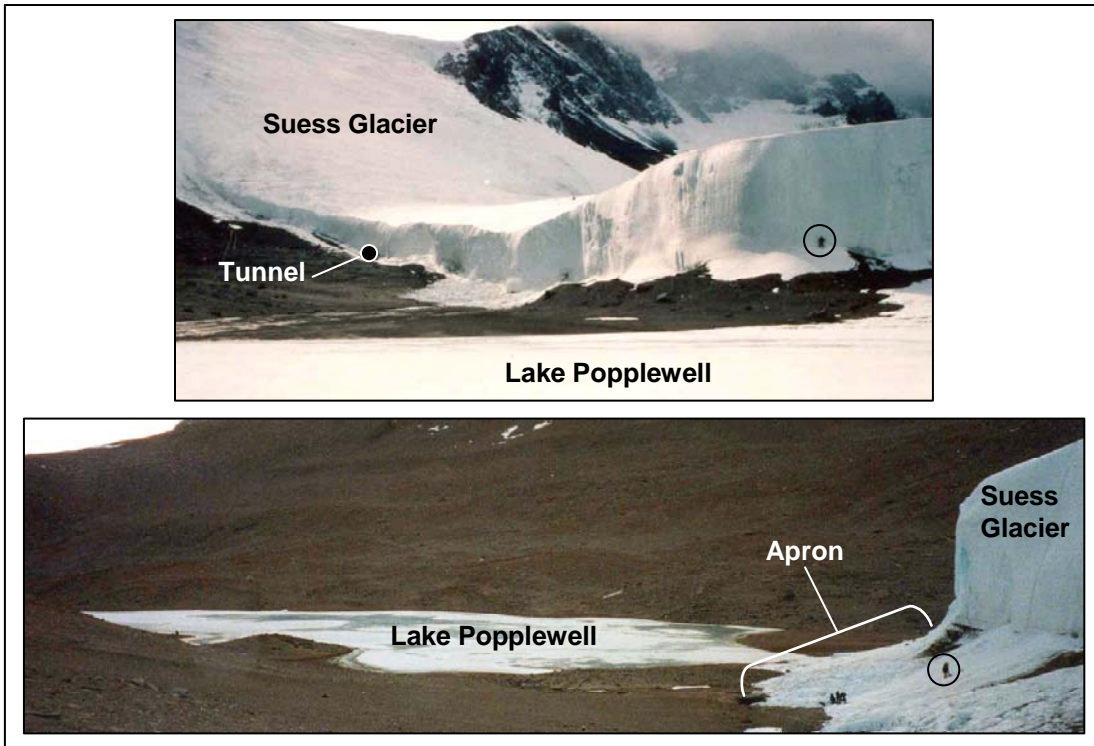 Suess Glacier
Tunnel
Lake Popplewell
Suess
Glacier
Apron
Lake Popplewell